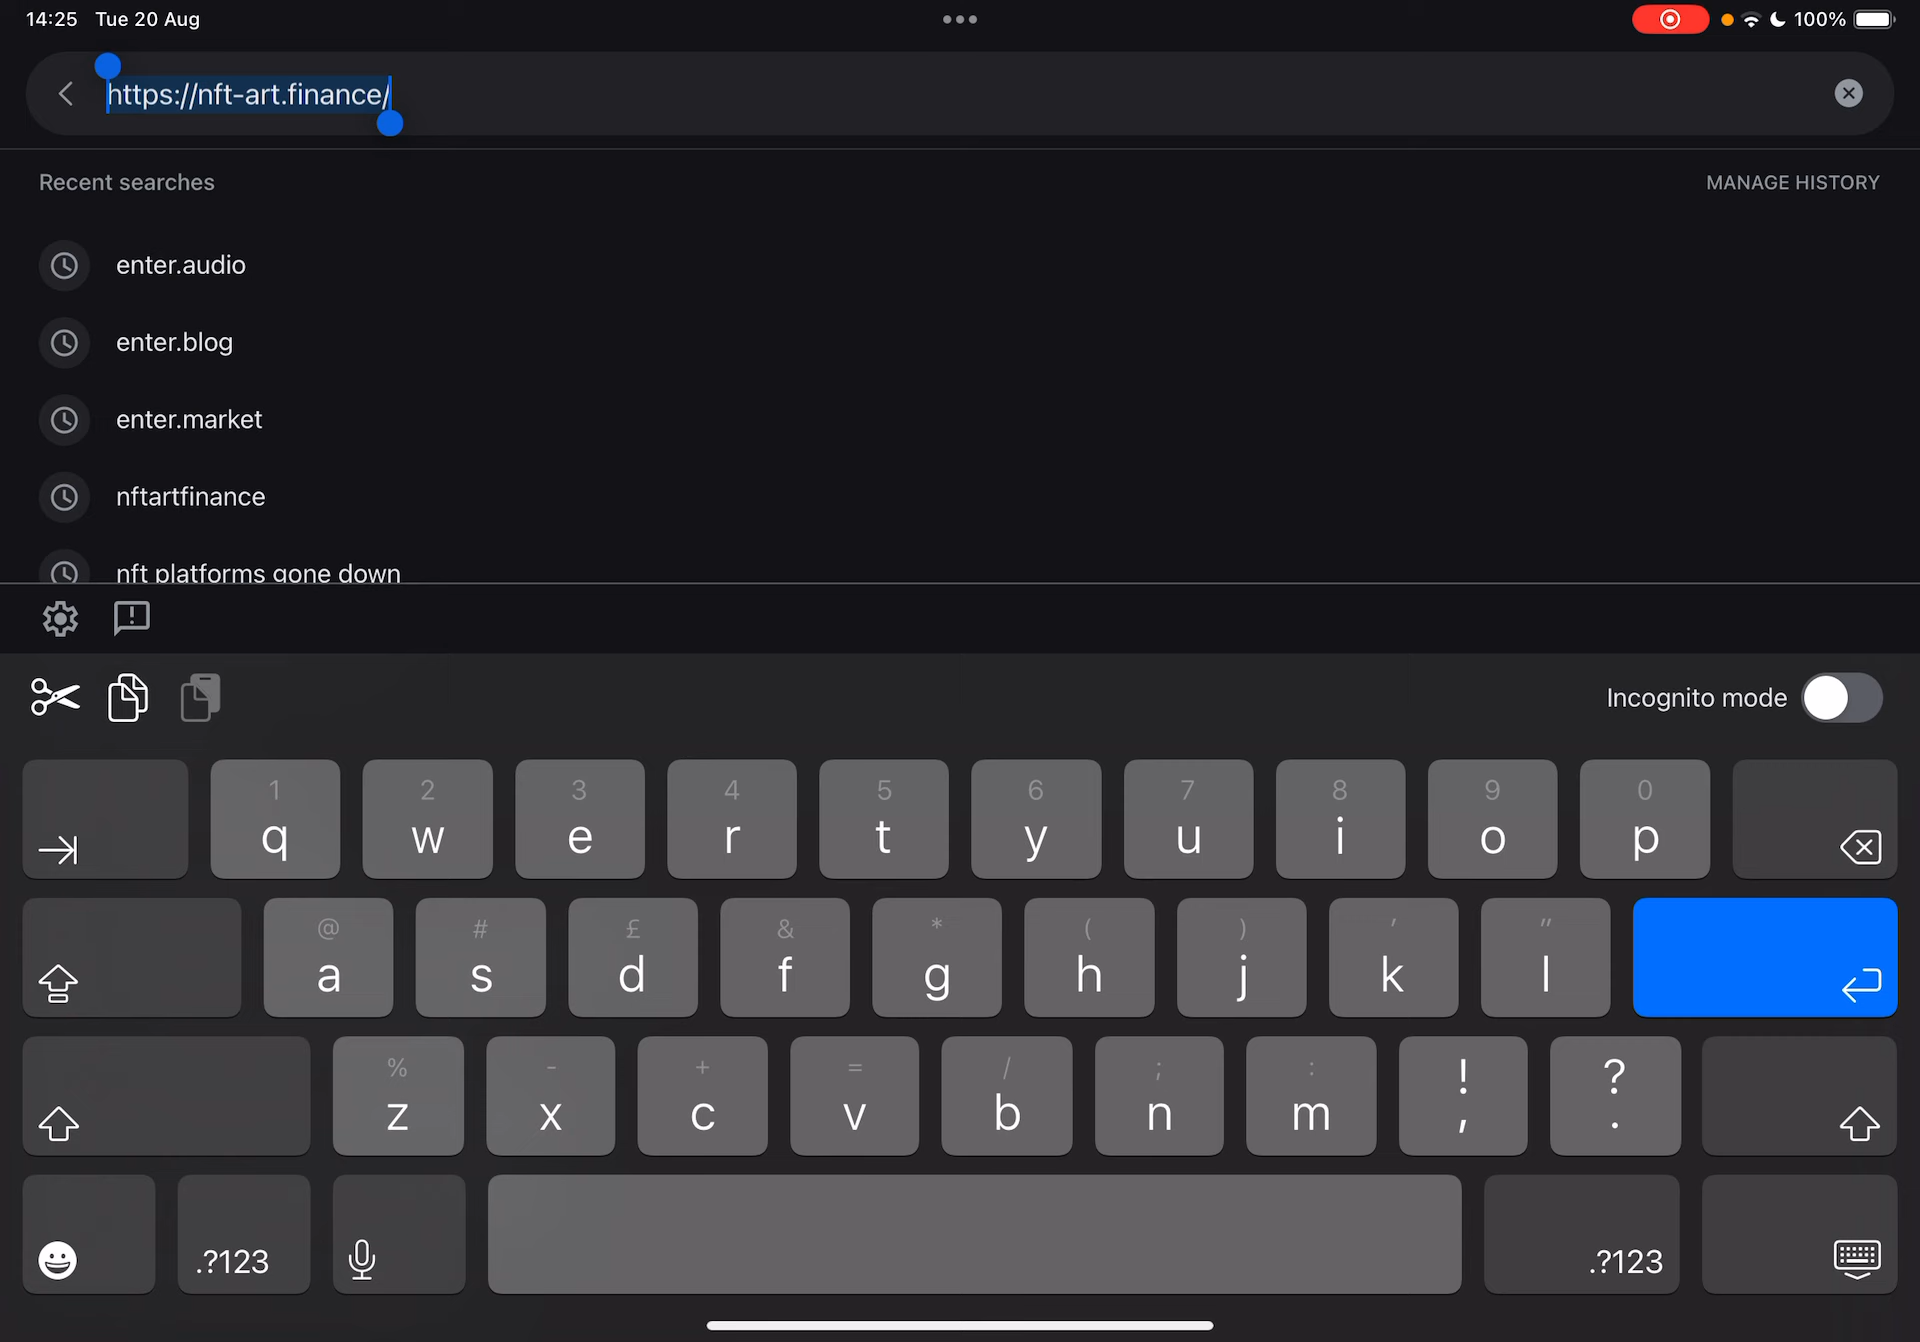 14:25 Tue 20 Aug
100%
https://nft-art.finance/
Recent searches MANAGE HISTORY
enter.audio
enter.blog
enter.market
nftartfinance
nft platforms gone down
Incognito mode
1 2 3 4 5 6 7 8 9 0
q w e r t y u i o p
@ # £ & * ( ) ' "
a s d f g h j k l
% - + = / ; : ! ?
z x c v b n m , .
.?123 .?123